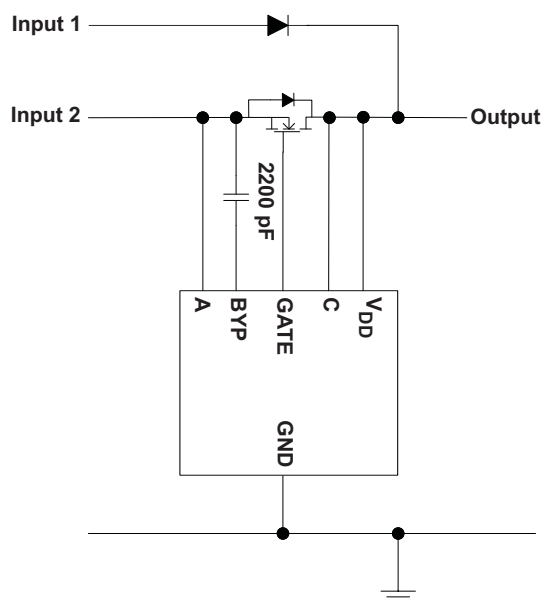 Input 1
Input 2
Output
2200 pF
A
BYP
GATE
C
VDD
GND